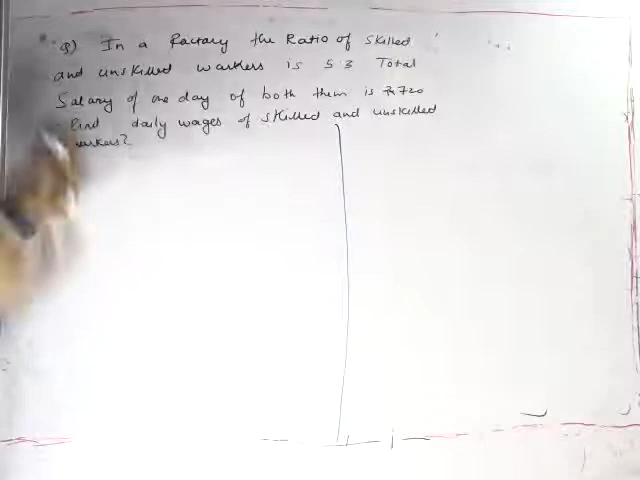 Q) In a factory the Ratio of skilled
and unskilled workers is 5:3 Total
Salary of one day of both them is ₹720
Find daily wages of skilled and unskilled
workers?